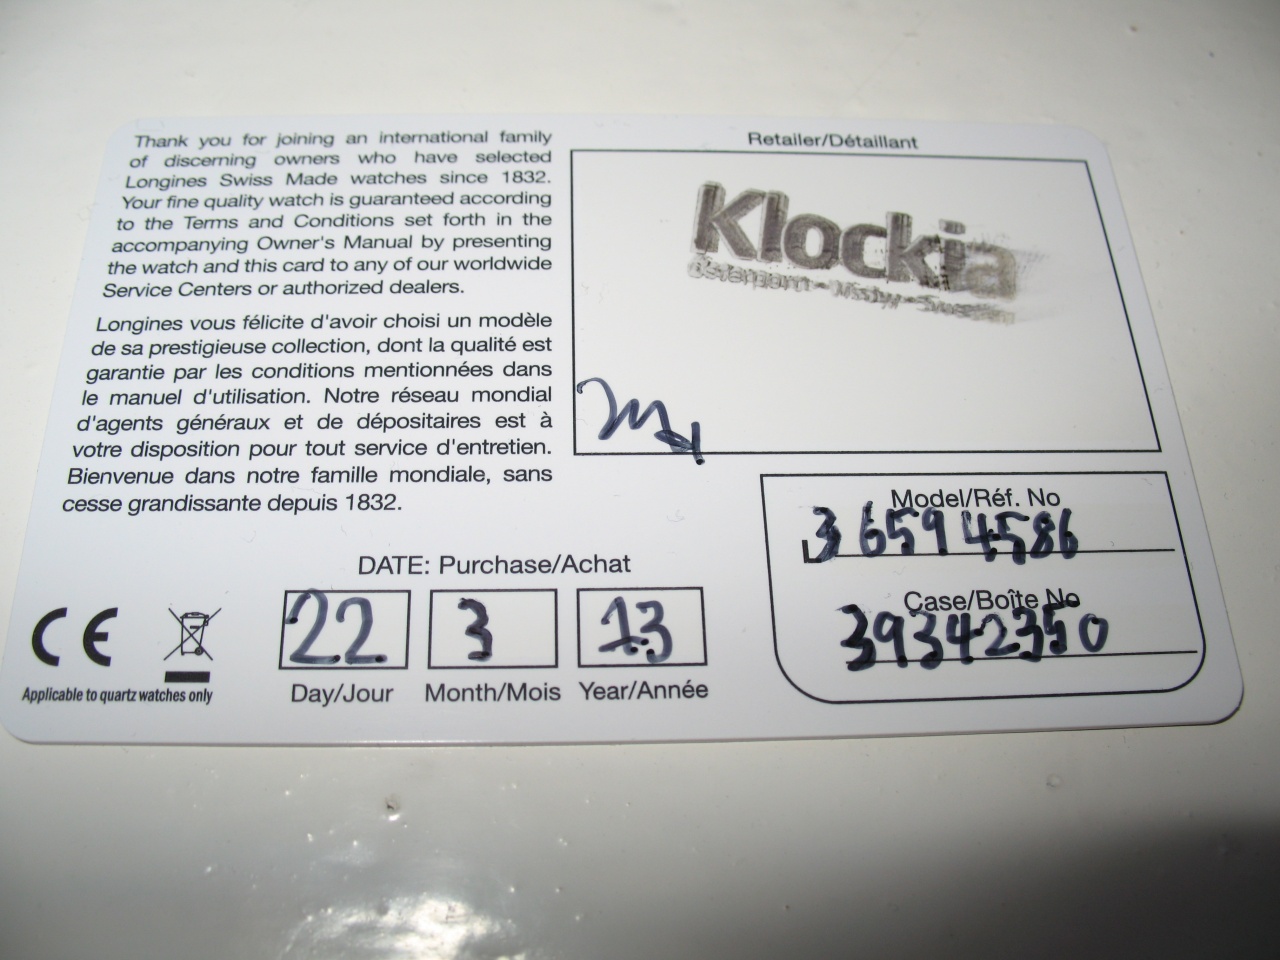 Thank you for joining an international family
of discerning owners who have selected
Longines Swiss Made watches since 1832.
Your fine quality watch is guaranteed according
to the Terms and Conditions set forth in the
accompanying Owner's Manual by presenting
the watch and this card to any of our worldwide
Service Centers or authorized dealers.
Longines vous félicite d'avoir choisi un modèle
de sa prestigieuse collection, dont la qualité est
garantie par les conditions mentionnées dans
le manuel d'utilisation. Notre réseau mondial
d'agents généraux et de dépositaires est à
votre disposition pour tout service d'entretien.
Bienvenue dans notre famille mondiale, sans
cesse grandissante depuis 1832.
Retailer/Détaillant
Klockia
Model/Réf. No
L36594586
Case/Boîte No
39342350
DATE: Purchase/Achat
22 3 13
Day/Jour Month/Mois Year/Année
CE
Applicable to quartz watches only